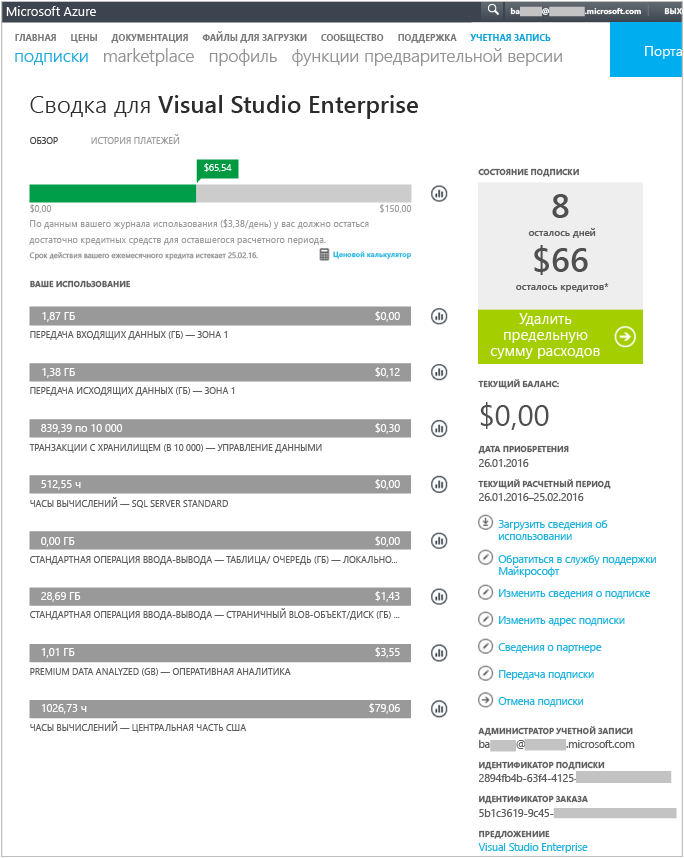 Microsoft Azure
ba @ .microsoft.com
ВЫХ
ГЛАВНАЯ ЦЕНЫ ДОКУМЕНТАЦИЯ ФАЙЛЫ ДЛЯ ЗАГРУЗКИ СООБЩЕСТВО ПОДДЕРЖКА УЧЕТНАЯ ЗАПИСЬ
подписки marketplace профиль функции предварительной версии
Порта
Сводка для Visual Studio Enterprise
ОБЗОР ИСТОРИЯ ПЛАТЕЖЕЙ
$65,54
$0,00 $150,00
По данным вашего журнала использования ($3,38/день) у вас должно остаться
достаточно кредитных средств для оставшегося расчетного периода.
Срок действия вашего ежемесячного кредита истекает 25.02.16.
Ценовой калькулятор
ВАШЕ ИСПОЛЬЗОВАНИЕ
1,87 ГБ $0,00
ПЕРЕДАЧА ВХОДЯЩИХ ДАННЫХ (ГБ) — ЗОНА 1
1,38 ГБ $0,12
ПЕРЕДАЧА ИСХОДЯЩИХ ДАННЫХ (ГБ) — ЗОНА 1
839,39 по 10 000 $0,30
ТРАНЗАКЦИИ С ХРАНИЛИЩЕМ (В 10 000) — УПРАВЛЕНИЕ ДАННЫМИ
512,55 ч $0,00
ЧАСЫ ВЫЧИСЛЕНИЙ — SQL SERVER STANDARD
0,00 ГБ $0,00
СТАНДАРТНАЯ ОПЕРАЦИЯ ВВОДА-ВЫВОДА — ТАБЛИЦА/ ОЧЕРЕДЬ (ГБ) — ЛОКАЛЬНО...
28,69 ГБ $1,43
СТАНДАРТНАЯ ОПЕРАЦИЯ ВВОДА-ВЫВОДА — СТРАНИЧНЫЙ BLOB-ОБЪЕКТ/ДИСК (ГБ) ...
1,01 ГБ $3,55
PREMIUM DATA ANALYZED (GB) — ОПЕРАТИВНАЯ АНАЛИТИКА
1026,73 ч $79,06
ЧАСЫ ВЫЧИСЛЕНИЙ — ЦЕНТРАЛЬНАЯ ЧАСТЬ США
СОСТОЯНИЕ ПОДПИСКИ
8
осталось дней
$66
осталось кредитов*
Удалить
предельную
сумму расходов
ТЕКУЩИЙ БАЛАНС:
$0,00
ДАТА ПРИОБРЕТЕНИЯ
26.01.2016
ТЕКУЩИЙ РАСЧЕТНЫЙ ПЕРИОД
26.01.2016–25.02.2016
Загрузить сведения об
использовании
Обратиться в службу поддержки
Майкрософт
Изменить сведения о подписке
Изменить адрес подписки
Сведения о партнере
Передача подписки
Отмена подписки
АДМИНИСТРАТОР УЧЕТНОЙ ЗАПИСИ
ba @ .microsoft.com
ИДЕНТИФИКАТОР ПОДПИСКИ
2894fb4b-63f4-4125-
ИДЕНТИФИКАТОР ЗАКАЗА
5b1c3619-9c45-
ПРЕДЛОЖЕНИЕ
Visual Studio Enterprise